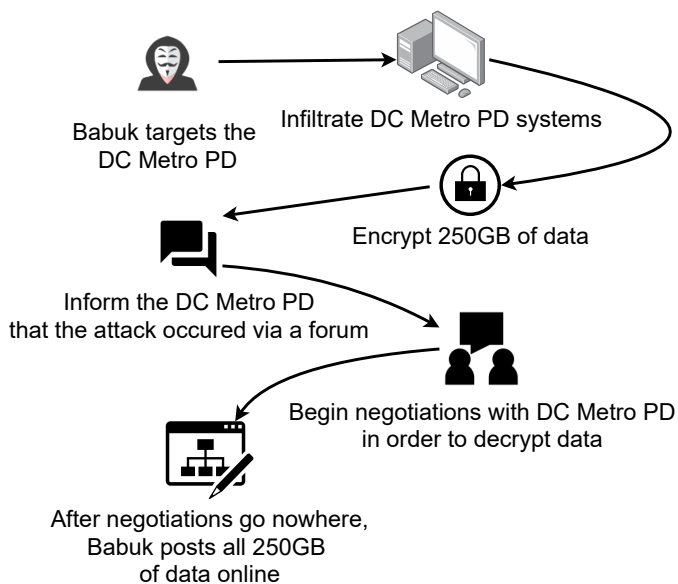 Babuk targets the
DC Metro PD
Infiltrate DC Metro PD systems
Encrypt 250GB of data
Inform the DC Metro PD
that the attack occured via a forum
Begin negotiations with DC Metro PD
in order to decrypt data
After negotiations go nowhere,
Babuk posts all 250GB
of data online